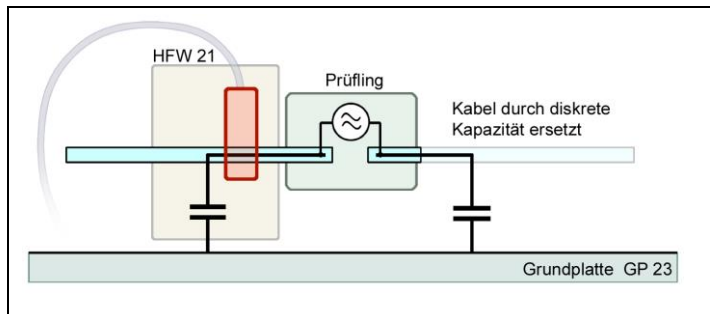 HFW 21
Prüfling
Kabel durch diskrete
Kapazität ersetzt
Grundplatte GP 23